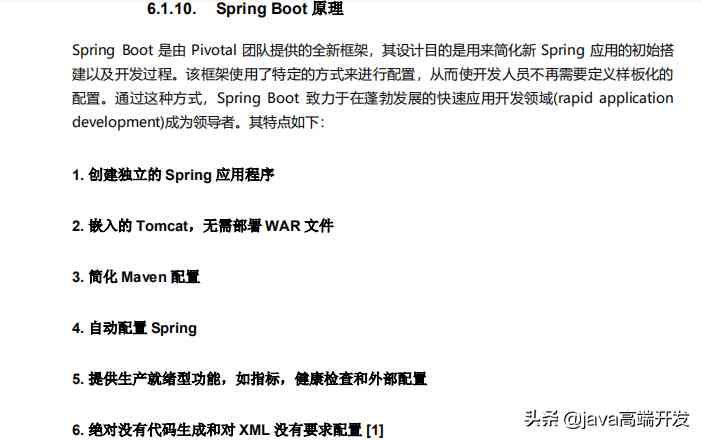 6.1.10. Spring Boot 原理
Spring Boot 是由 Pivotal 团队提供的全新框架，其设计目的是用来简化新 Spring 应用的初始搭
建以及开发过程。该框架使用了特定的方式来进行配置，从而使开发人员不再需要定义样板化的
配置。通过这种方式，Spring Boot 致力于在蓬勃发展的快速应用开发领域(rapid application
development)成为领导者。其特点如下：
1. 创建独立的 Spring 应用程序
2. 嵌入的 Tomcat，无需部署 WAR 文件
3. 简化 Maven 配置
4. 自动配置 Spring
5. 提供生产就绪型功能，如指标，健康检查和外部配置
6. 绝对没有代码生成和对 XML 没有要求配置 [1]
头条 @java高端开发